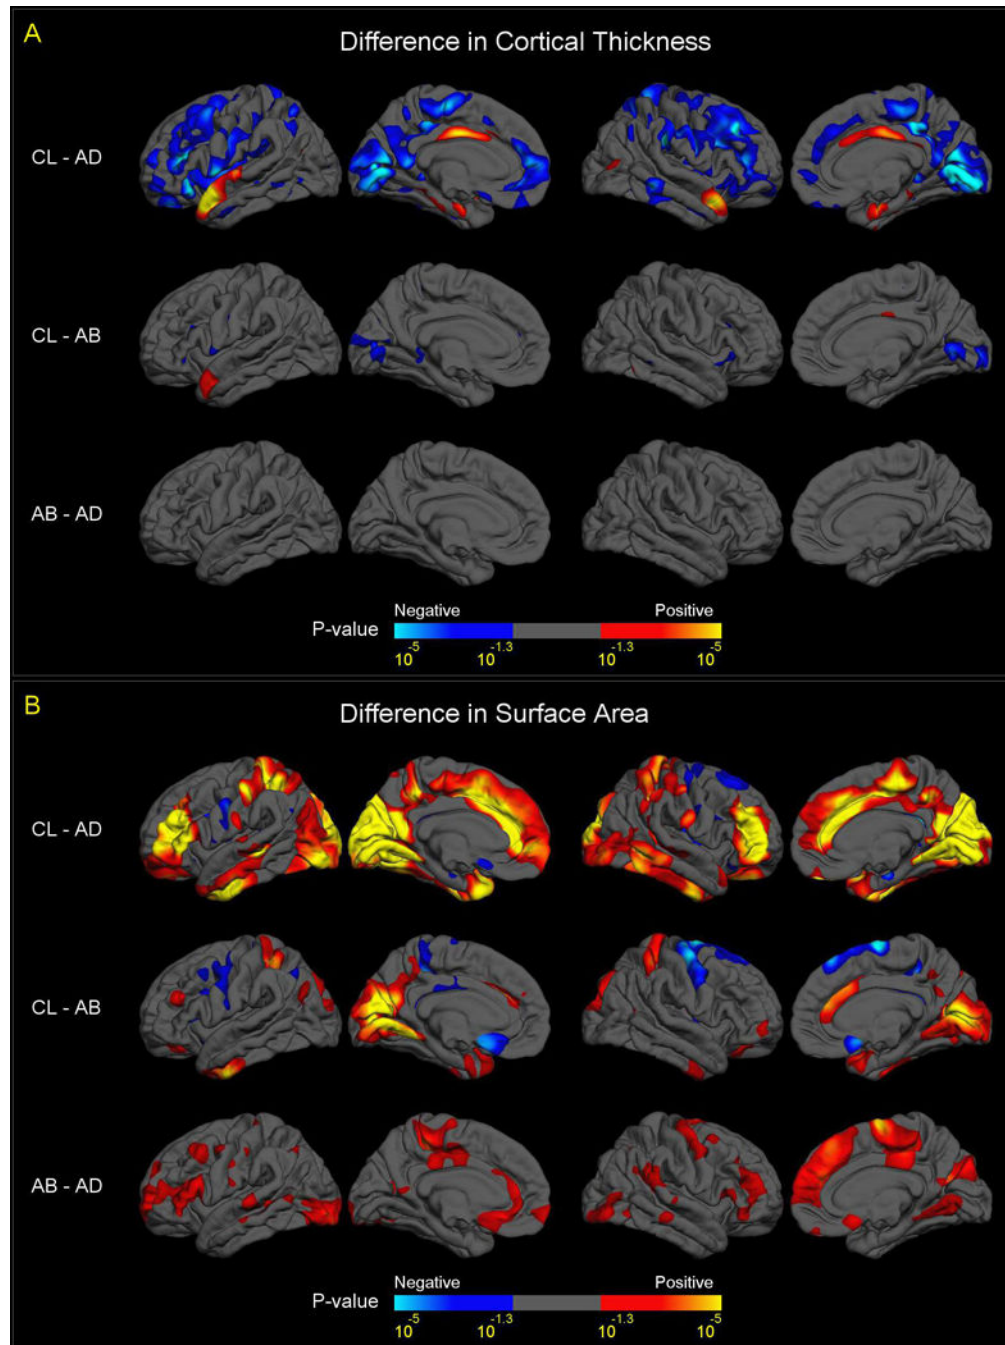 A
Difference in Cortical Thickness
CL - AD
CL - AB
AB - AD
Negative Positive
P-value
10^-5 10^-1.3 10^-1.3 10^-5
B
Difference in Surface Area
CL - AD
CL - AB
AB - AD
Negative Positive
P-value
10^-5 10^-1.3 10^-1.3 10^-5